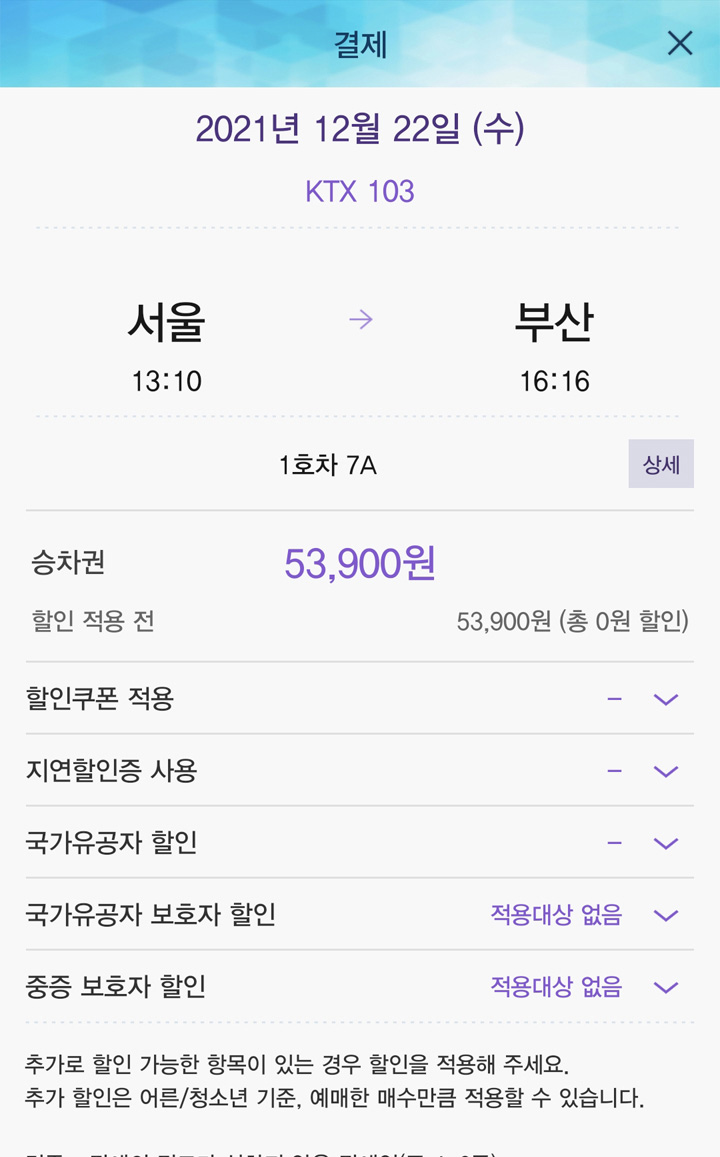 결제
2021년 12월 22일 (수)
KTX 103
서울 → 부산
13:10 16:16
1호차 7A 상세
승차권 53,900원
할인 적용 전 53,900원 (총 0원 할인)
할인쿠폰 적용 –
지연할인증 사용 –
국가유공자 할인 –
국가유공자 보호자 할인 적용대상 없음
중증 보호자 할인 적용대상 없음
추가로 할인 가능한 항목이 있는 경우 할인을 적용해 주세요.
추가 할인은 어른/청소년 기준, 예매한 매수만큼 적용할 수 있습니다.